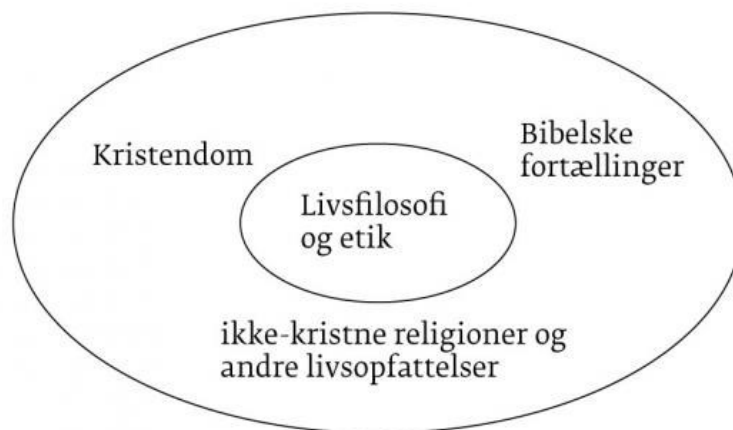 Kristendom
Bibelske
fortællinger
Livsfilosofi
og etik
ikke-kristne religioner og
andre livsopfattelser